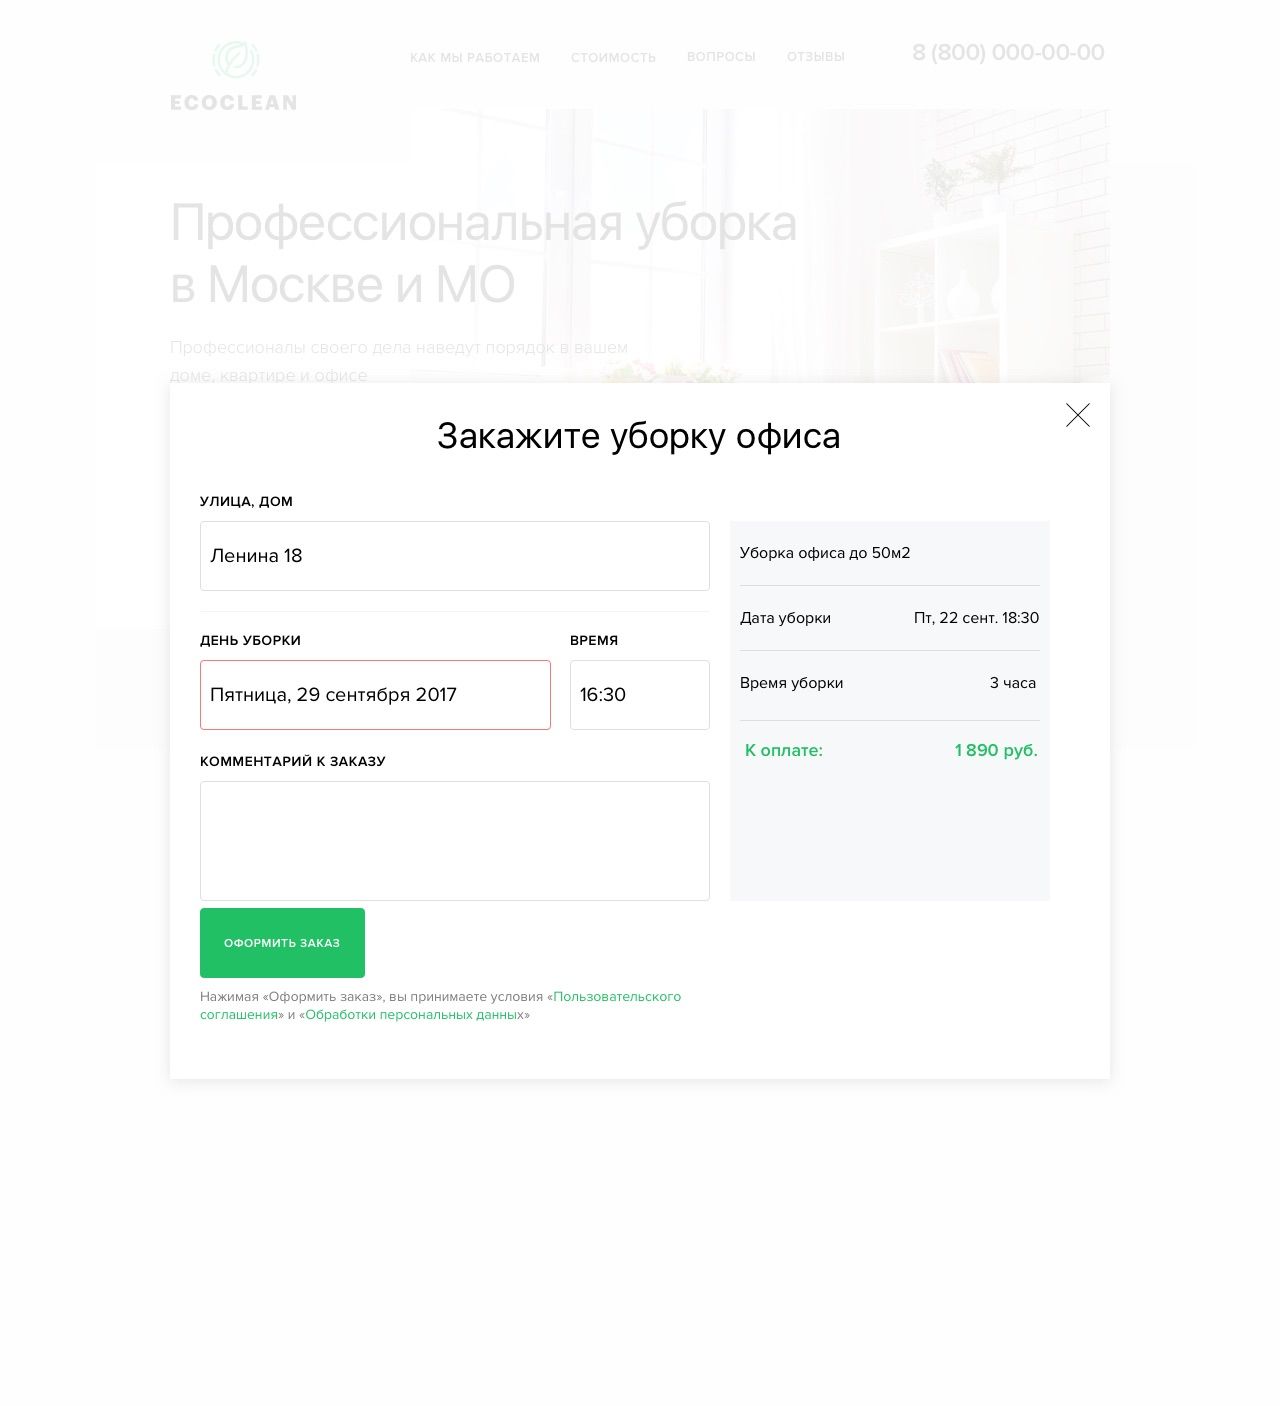 КАК МЫ РАБОТАЕМ СТОИМОСТЬ ВОПРОСЫ ОТЗЫВЫ 8 (800) 000-00-00
ECOCLEAN
Профессиональная уборка
в Москве и МО
Профессионалы своего дела наведут порядок в вашем
доме, квартире и офисе
Закажите уборку офиса
УЛИЦА, ДОМ
Ленина 18
ДЕНЬ УБОРКИ ВРЕМЯ
Пятница, 29 сентября 2017 16:30
КОММЕНТАРИЙ К ЗАКАЗУ
Уборка офиса до 50м2
Дата уборки Пт, 22 сент. 18:30
Время уборки 3 часа
К оплате: 1 890 руб.
ОФОРМИТЬ ЗАКАЗ
Нажимая «Оформить заказ», вы принимаете условия «Пользовательского
соглашения» и «Обработки персональных данных»